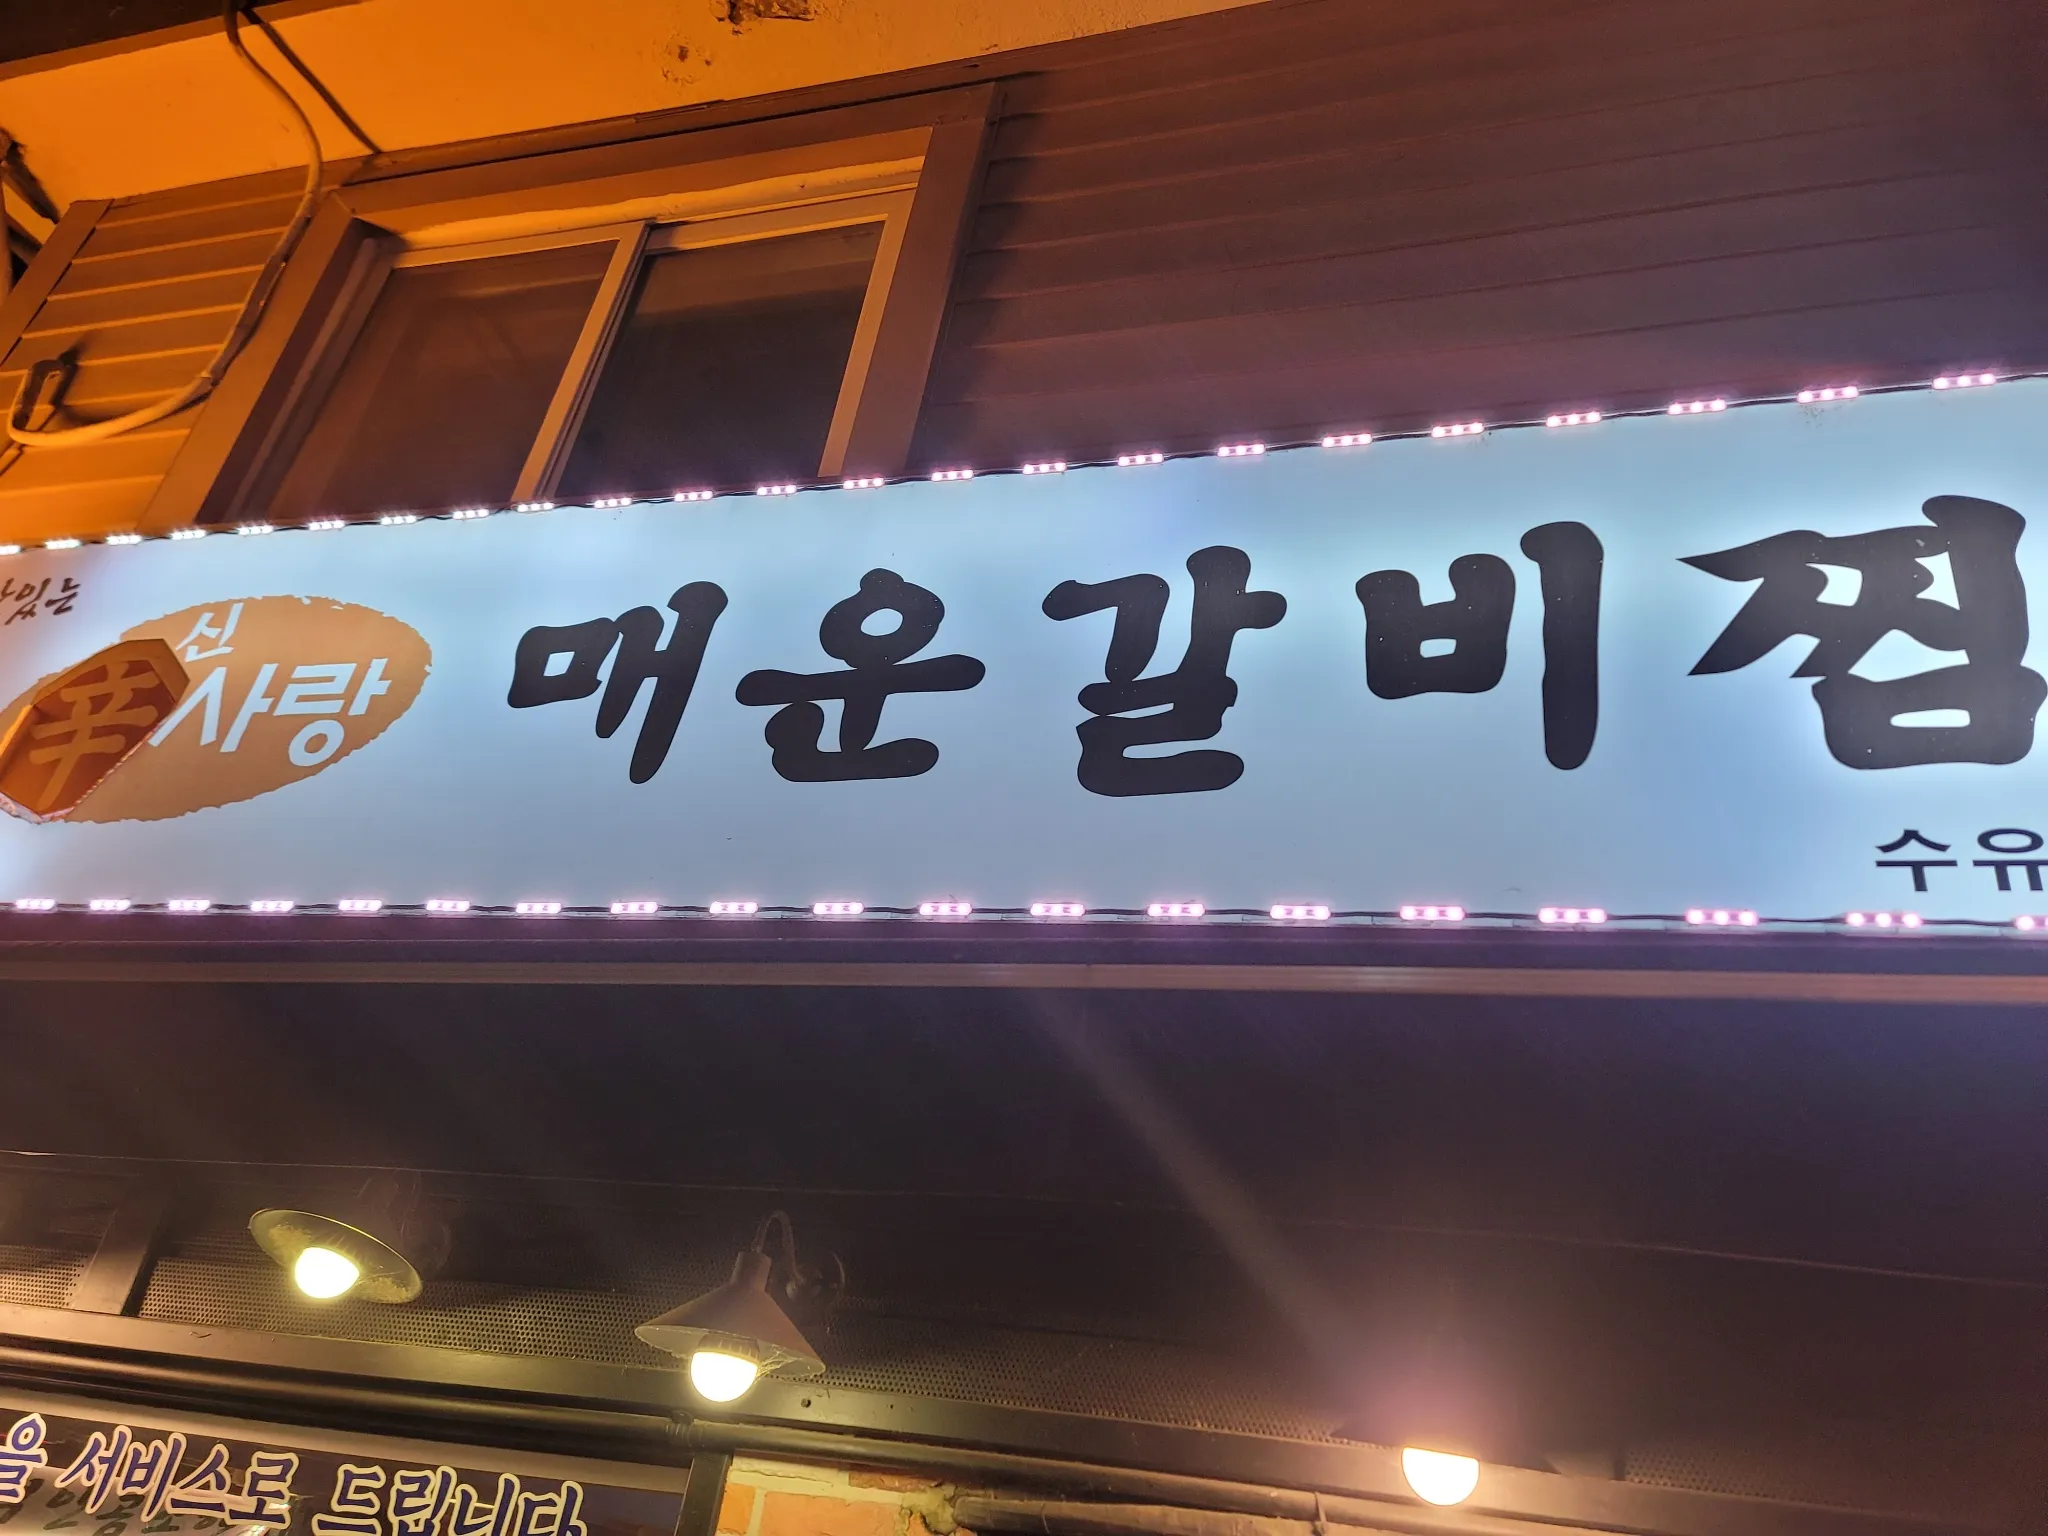 신
辛 사랑
매운갈비찜
수유
을 서비스로 드립니다